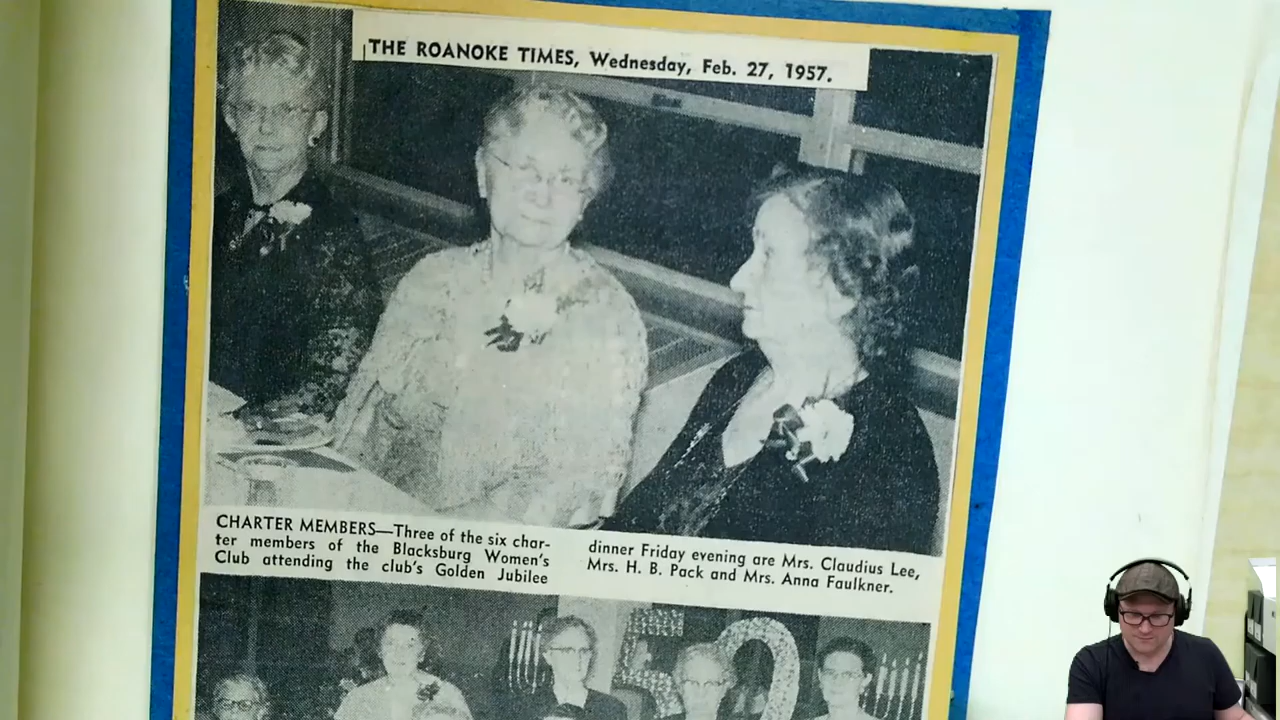 THE ROANOKE TIMES, Wednesday, Feb. 27, 1957.
CHARTER MEMBERS—Three of the six char-
ter members of the Blacksburg Women's
Club attending the club's Golden Jubilee
dinner Friday evening are Mrs. Claudius Lee,
Mrs. H. B. Pack and Mrs. Anna Faulkner.